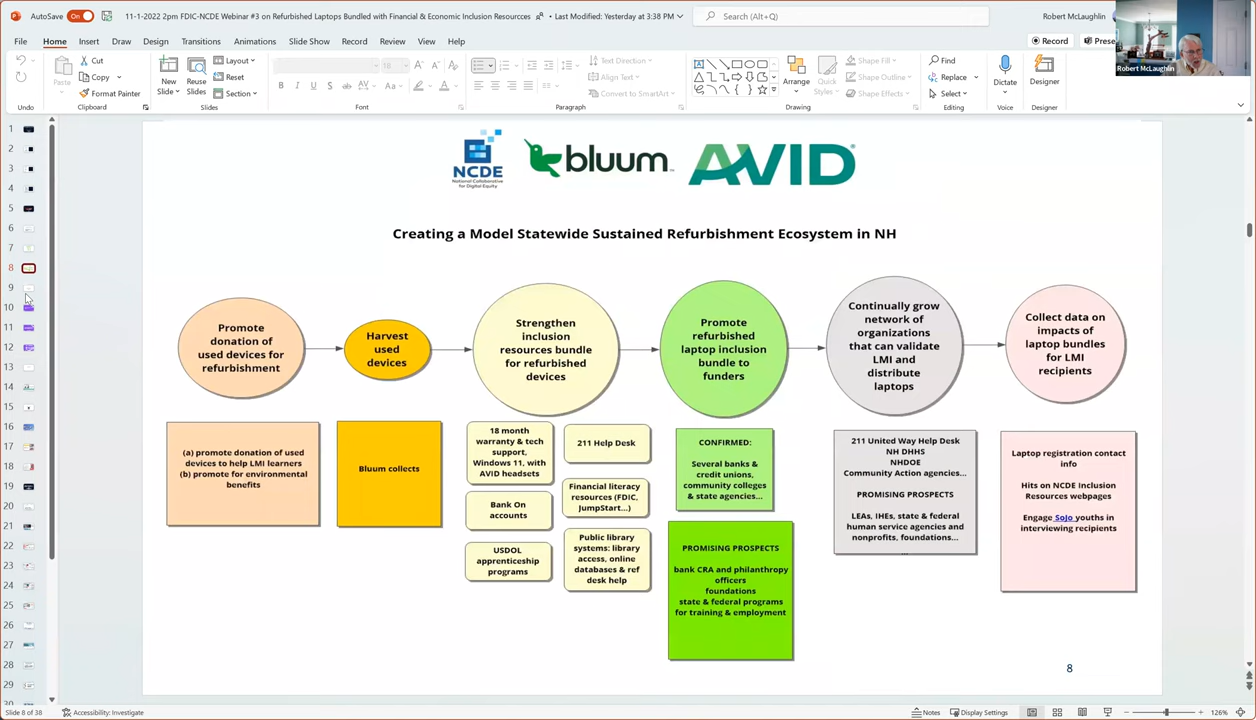 AutoSave On
11-1-2022 2pm FDIC-NCDE Webinar #3 on Refurbished Laptops Bundled with Financial & Economic Inclusion Resourcces
• Last Modified: Yesterday at 3:38 PM
Search (Alt+Q)
Robert McLaughlin
File Home Insert Draw Design Transitions Animations Slide Show Record Review View Help
Record
Prese
Robert McLaughlin
Undo
Paste
Cut
Copy
Format Painter
Clipboard
New
Slide
Reuse
Slides
Layout
Reset
Section
Slides
18
Font
Text Direction
Align Text
Convert to SmartArt
Paragraph
Arrange
Quick
Styles
Shape Fill
Shape Outline
Shape Effects
Drawing
Find
Replace
Select
Editing
Dictate
Voice
Designer
Designer
1
2
3
4
5
6
7
8
9
10
11
12
13
14
15
16
17
18
19
20
21
22
23
24
25
26
27
28
29
30
NCDE
National Collaborative
for Digital Equity
bluum
AVID
Creating a Model Statewide Sustained Refurbishment Ecosystem in NH
Promote
donation of
used devices for
refurbishment
Harvest
used
devices
Strengthen
inclusion
resources bundle
for refurbished
devices
Promote
refurbished
laptop inclusion
bundle to
funders
Continually grow
network of
organizations
that can validate
LMI and
distribute
laptops
Collect data on
impacts of
laptop bundles
for LMI
recipients
(a) promote donation of used
devices to help LMI learners
(b) promote for environmental
benefits
Bluum collects
18 month
warranty & tech
support,
Windows 11, with
AVID headsets
211 Help Desk
Bank On
accounts
Financial literacy
resources (FDIC,
JumpStart...)
USDOL
apprenticeship
programs
Public library
systems: library
access, online
databases & ref
desk help
CONFIRMED:
Several banks &
credit unions,
community colleges
& state agencies...
PROMISING PROSPECTS
bank CRA and philanthropy
officers
foundations
state & federal programs
for training & employment
211 United Way Help Desk
NH DHHS
NHDOE
Community Action agencies...
PROMISING PROSPECTS
LEAs, IHEs, state & federal
human service agencies and
nonprofits, foundations...
...
Laptop registration contact
info
Hits on NCDE Inclusion
Resources webpages
Engage SoJo youths in
interviewing recipients
8
Slide 8 of 38
Accessibility: Investigate
Notes
Display Settings
126%